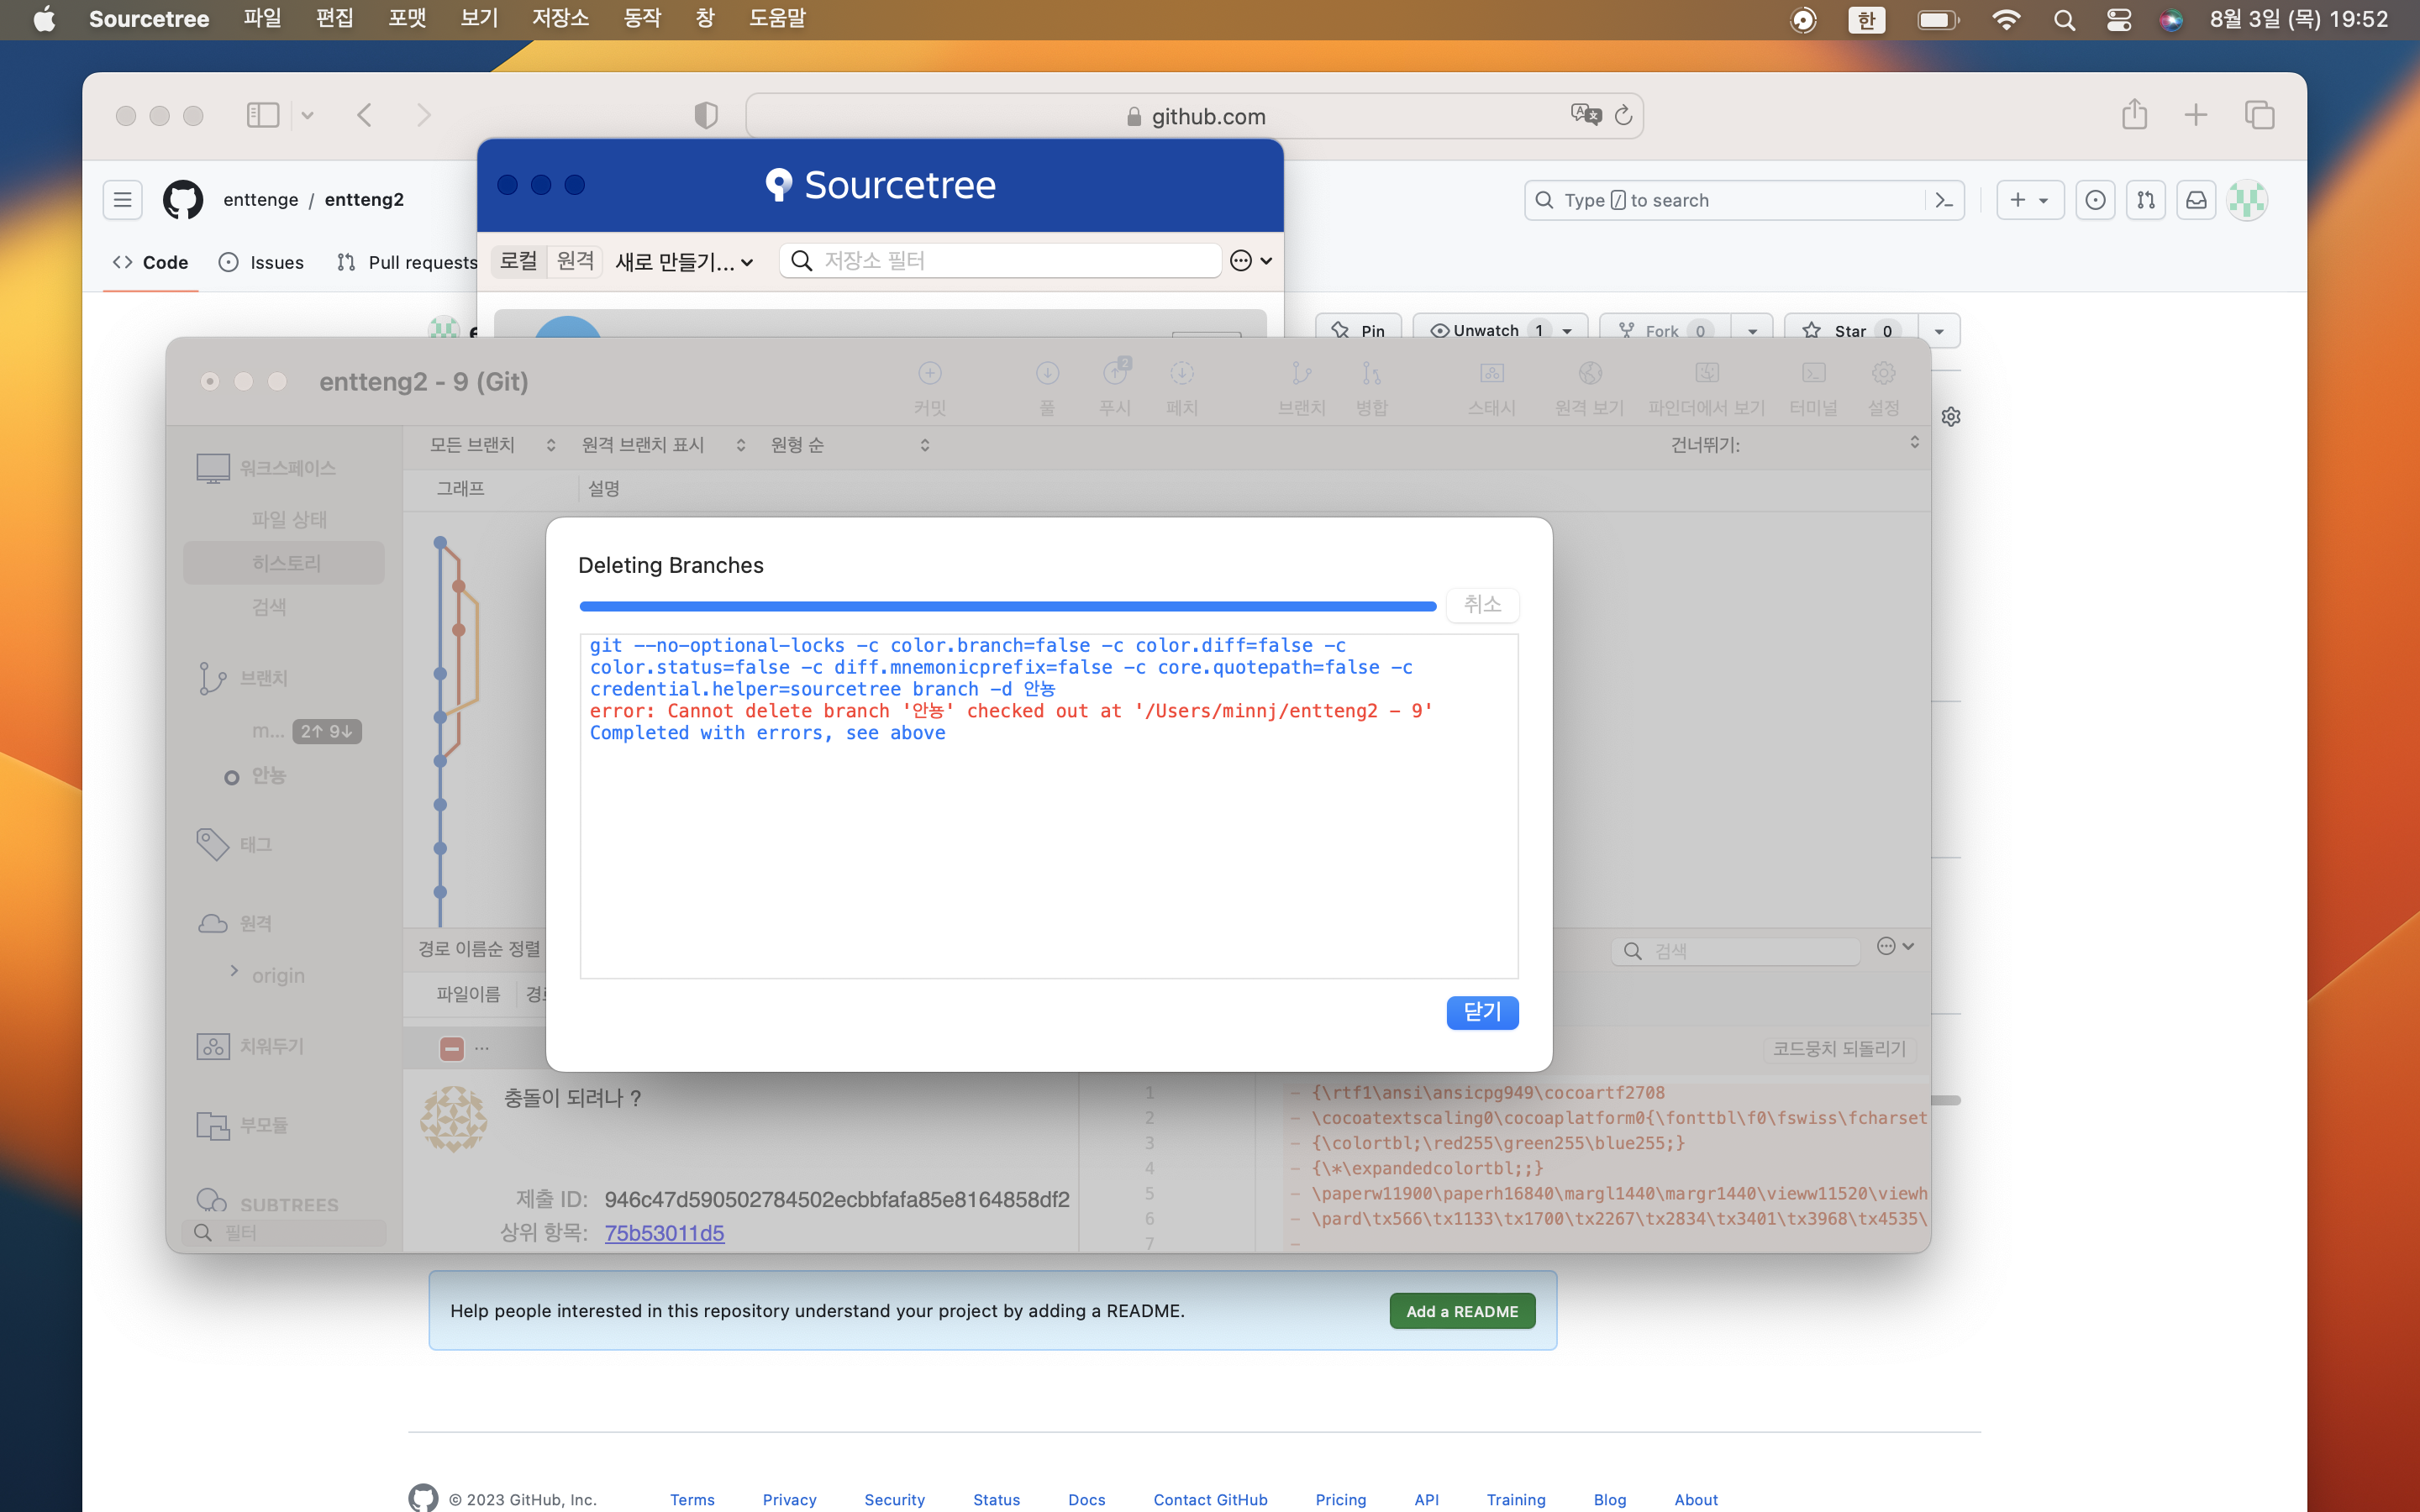 Sourcetree 파일 편집 포맷 보기 저장소 동작 창 도움말 한 8월 3일 (목) 19:52
github.com
Sourcetree
enttenge / entteng2
Type / to search
Code Issues Pull requests
로컬 원격 새로 만들기... 저장소 필터
Pin Unwatch 1 Fork 0 Star 0
entteng2 - 9 (Git)
2
커밋 풀 푸시 페치 브랜치 병합 스태시 원격 보기 파인더에서 보기 터미널 설정
모든 브랜치 원격 브랜치 표시 원형 순 건너뛰기:
워크스페이스
그래프 설명
파일 상태
히스토리
검색
브랜치
m... 2↑ 9↓
안뇽
태그
원격
origin
치워두기
부모듈
SUBTREES
필터
Deleting Branches
취소
git --no-optional-locks -c color.branch=false -c color.diff=false -c
color.status=false -c diff.mnemonicprefix=false -c core.quotepath=false -c
credential.helper=sourcetree branch -d 안뇽
error: Cannot delete branch '안뇽' checked out at '/Users/minnj/entteng2 - 9'
Completed with errors, see above
닫기
경로 이름순 정렬 검색
파일이름
...
코드뭉치 되돌리기
충돌이 되려나 ?
제출 ID: 946c47d590502784502ecbbfafa85e8164858df2
상위 항목: 75b53011d5
1 - {\rtf1\ansi\ansicpg949\cocoartf2708
2 - \cocoatextscaling0\cocoaplatform0{\fonttbl\f0\fswiss\fcharset
3 - {\colortbl;\red255\green255\blue255;}
4 - {\*\expandedcolortbl;;}
5 - \paperw11900\paperh16840\margl1440\margr1440\vieww11520\viewh
6 - \pard\tx566\tx1133\tx1700\tx2267\tx2834\tx3401\tx3968\tx4535\
7 -
Help people interested in this repository understand your project by adding a README. Add a README
© 2023 GitHub, Inc. Terms Privacy Security Status Docs Contact GitHub Pricing API Training Blog About